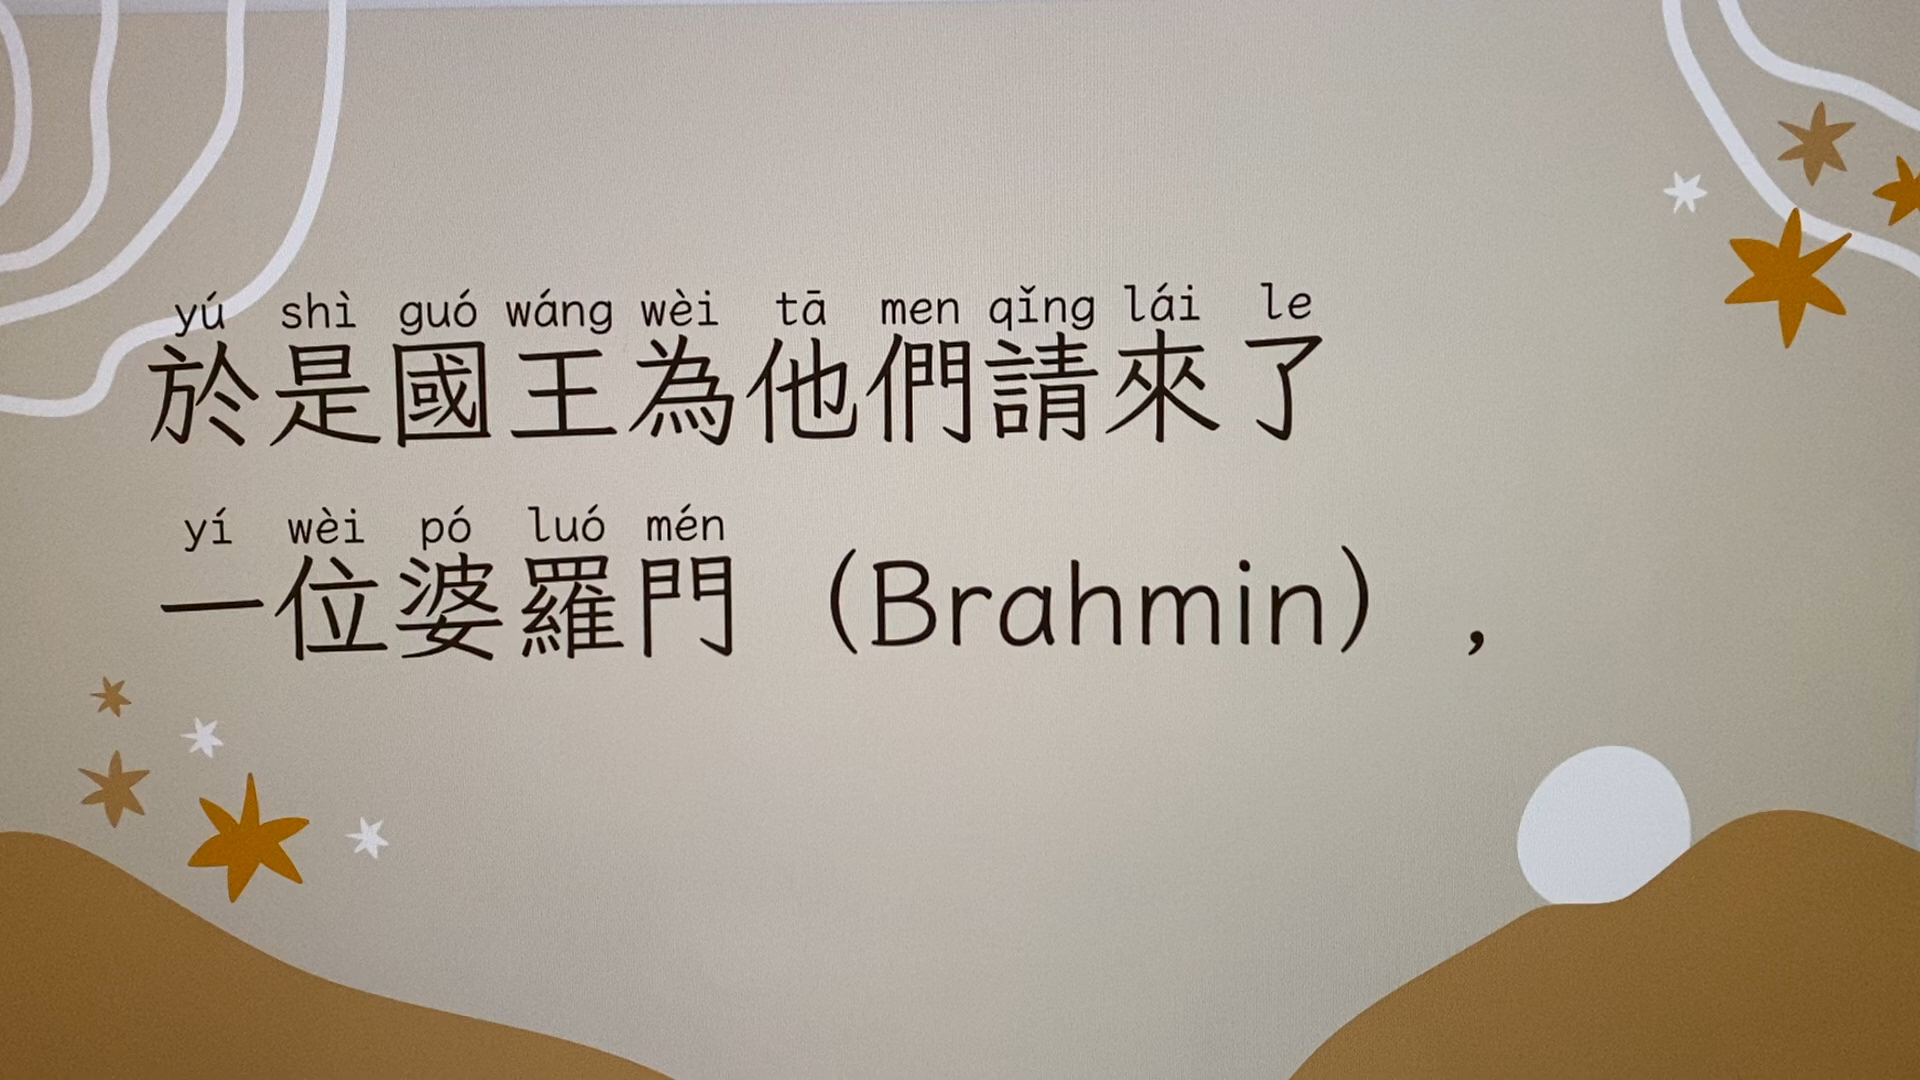 yú shì guó wáng wèi tā men qǐng lái le
於是國王為他們請來了
yí wèi pó luó mén
一位婆羅門（Brahmin），